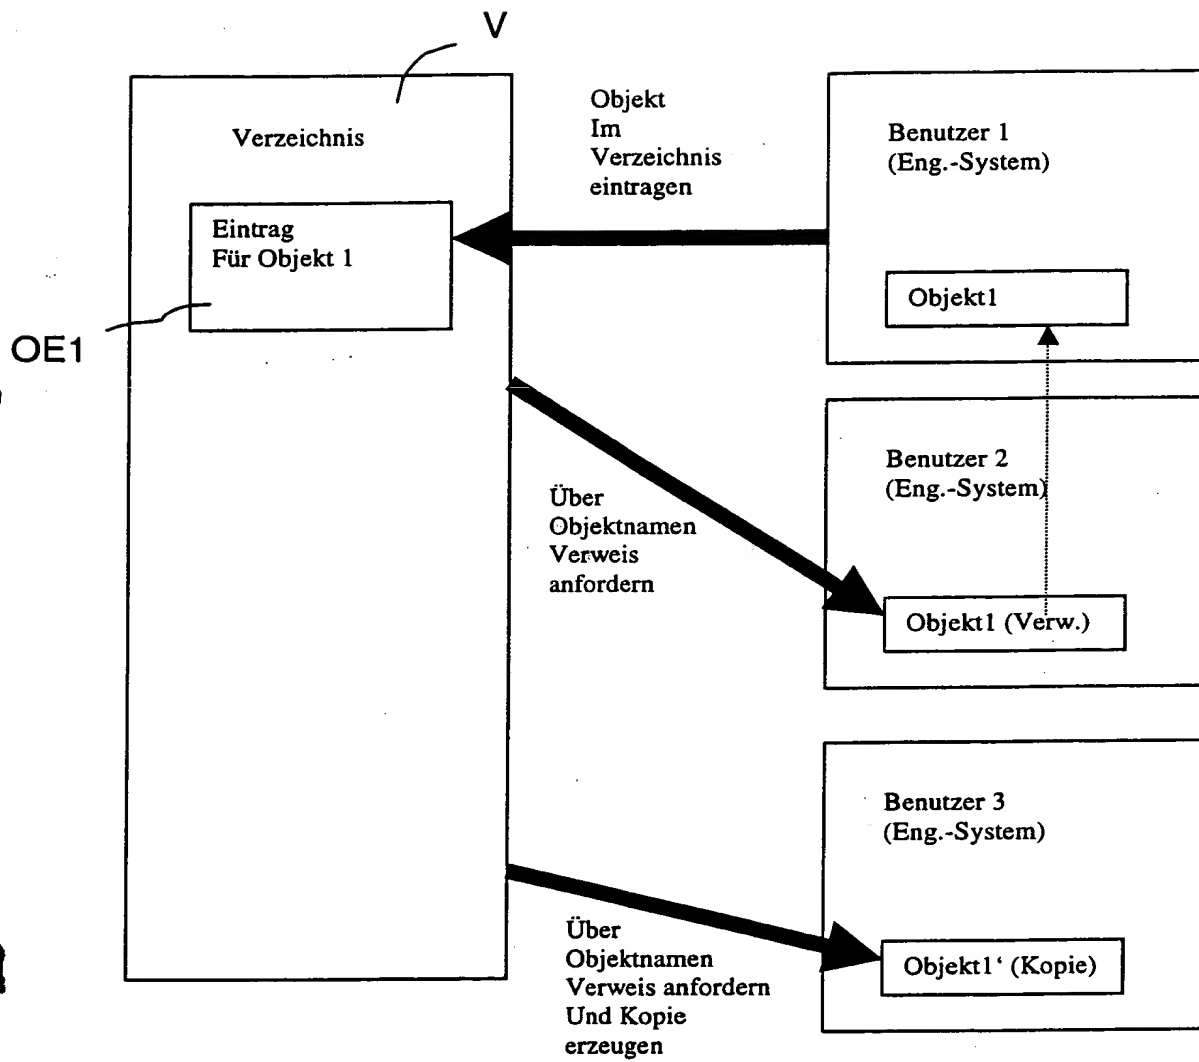 V
Verzeichnis
Eintrag
Für Objekt 1
OE1
Objekt
Im
Verzeichnis
eintragen
Benutzer 1
(Eng.-System)
Objekt1
Über
Objektnamen
Verweis
anfordern
Benutzer 2
(Eng.-System)
Objekt1 (Verw.)
Über
Objektnamen
Verweis anfordern
Und Kopie
erzeugen
Benutzer 3
(Eng.-System)
Objekt1‘ (Kopie)